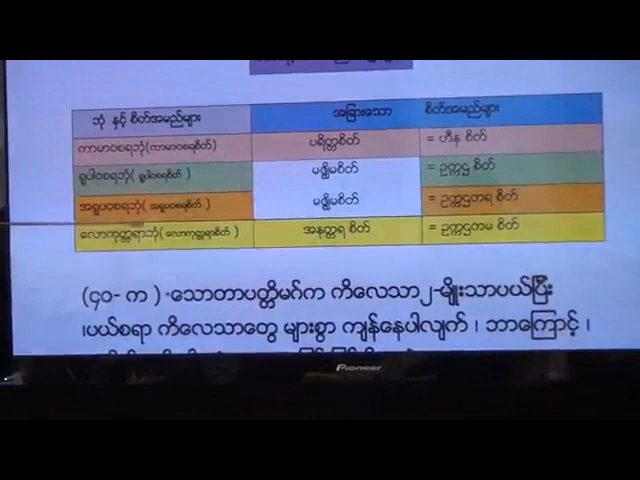 ဘုံ နှင့် စိတ်အမည်များ အခြားသော စိတ်အမည်များ
ကာမာဝစရဘုံ(ကာမာဝစရစိတ်) ပရိတ္တစိတ် = ဟီန စိတ်
ရူပါဝစရဘုံ( ရူပါဝစရစိတ် ) မဇ္ဈိမစိတ် = ဥက္ကဋ္ဌ စိတ်
အရူပဝစရဘုံ( အရူပဝစရစိတ် ) မဇ္ဈိမစိတ် = ဥက္ကဋ္ဌတရ စိတ်
လောကုတ္တရာဘုံ( လောကုတ္တရာစိတ် ) အနုတ္တရ စိတ် = ဥက္ကဋ္ဌတမ စိတ်
(၄၀- က ) ·သောတာပတ္တိမဂ်က ကိလေသာ၂-မျိုးသာပယ်ပြီး
၊ပယ်စရာ ကိလေသာတွေ များစွာ ကျန်နေပါလျက် ၊ ဘာကြောင့် ၊
Pioneer